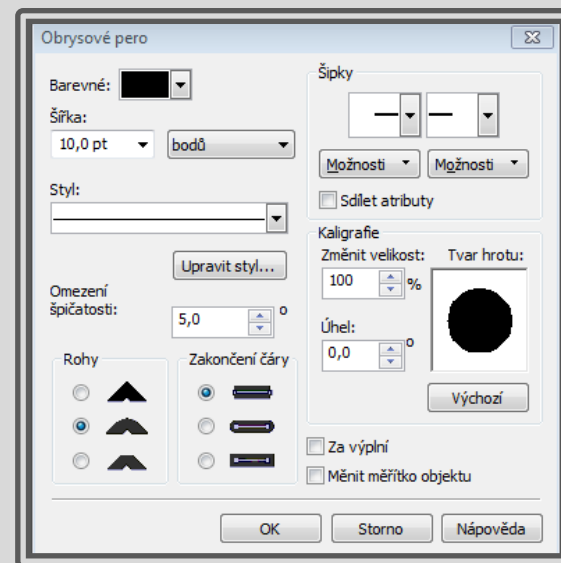 Obrysové pero
Barevné:
Šířka:
10,0 pt
bodů
Styl:
Upravit styl...
Omezení
špičatosti:
5,0
°
Rohy
Zakončení čáry
Šipky
Možnosti
Možnosti
Sdílet atributy
Kaligrafie
Změnit velikost:
Tvar hrotu:
100
%
Úhel:
0,0
°
Výchozí
Za výplní
Měnit měřítko objektu
OK
Storno
Nápověda